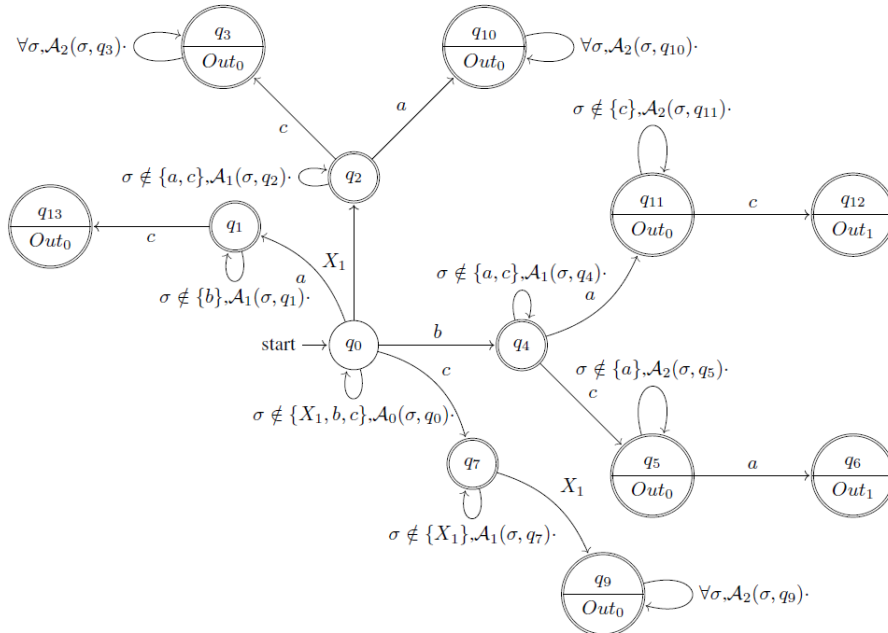 q₃
Out₀
∀σ,𝒜₂(σ, q₃)·
q₁₀
Out₀
∀σ,𝒜₂(σ, q₁₀)·
c
a
σ ∉ {c},𝒜₂(σ, q₁₁)·
σ ∉ {a, c},𝒜₁(σ, q₂)·
q₂
q₁₃
Out₀
c
q₁
q₁₁
Out₀
c
q₁₂
Out₁
σ ∉ {b},𝒜₁(σ, q₁)·
a
X₁
σ ∉ {a, c},𝒜₁(σ, q₄)·
a
start
q₀
b
q₄
σ ∉ {X₁, b, c},𝒜₀(σ, q₀)·
c
σ ∉ {a},𝒜₂(σ, q₅)·
c
q₇
X₁
q₅
Out₀
a
q₆
Out₁
σ ∉ {X₁},𝒜₁(σ, q₇)·
q₉
Out₀
∀σ,𝒜₂(σ, q₉)·